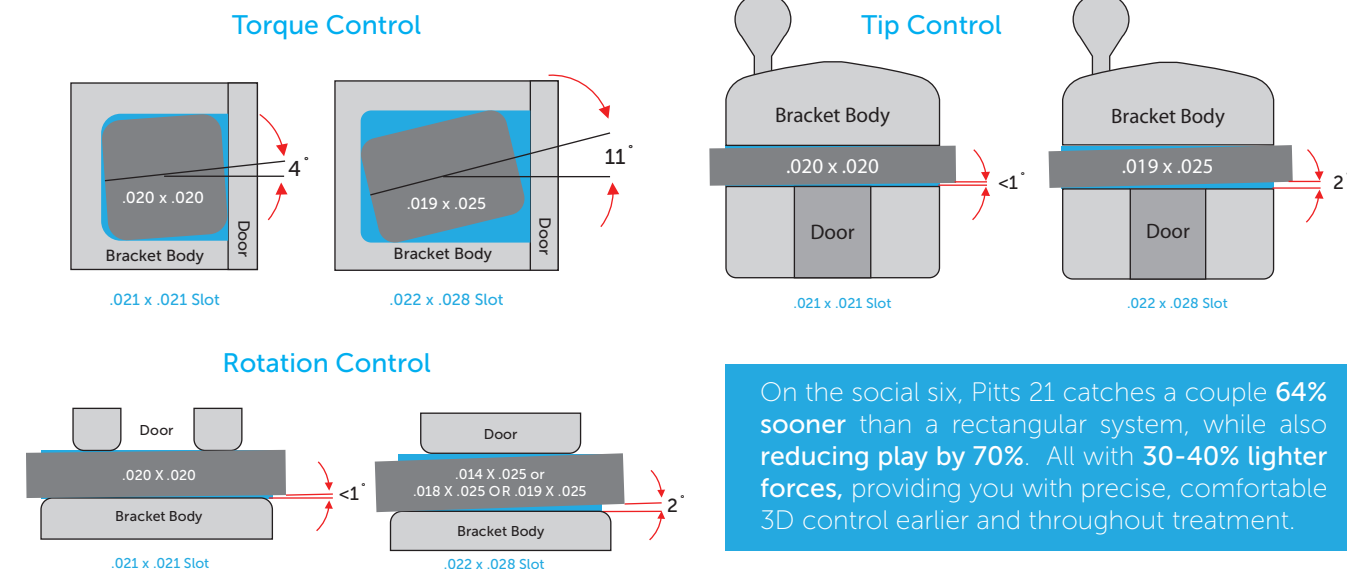 Torque Control
4°
.020 x .020
Door
Bracket Body
.021 x .021 Slot
11°
.019 x .025
Door
Bracket Body
.022 x .028 Slot
Tip Control
Bracket Body
.020 x .020
<1°
Door
.021 x .021 Slot
Bracket Body
.019 x .025
2°
Door
.022 x .028 Slot
Rotation Control
Door
.020 X .020
<1°
Bracket Body
.021 x .021 Slot
Door
.014 X .025 or
.018 X .025 OR .019 X .025
2°
Bracket Body
.022 x .028 Slot
On the social six, Pitts 21 catches a couple 64%
sooner than a rectangular system, while also
reducing play by 70%. All with 30-40% lighter
forces, providing you with precise, comfortable
3D control earlier and throughout treatment.